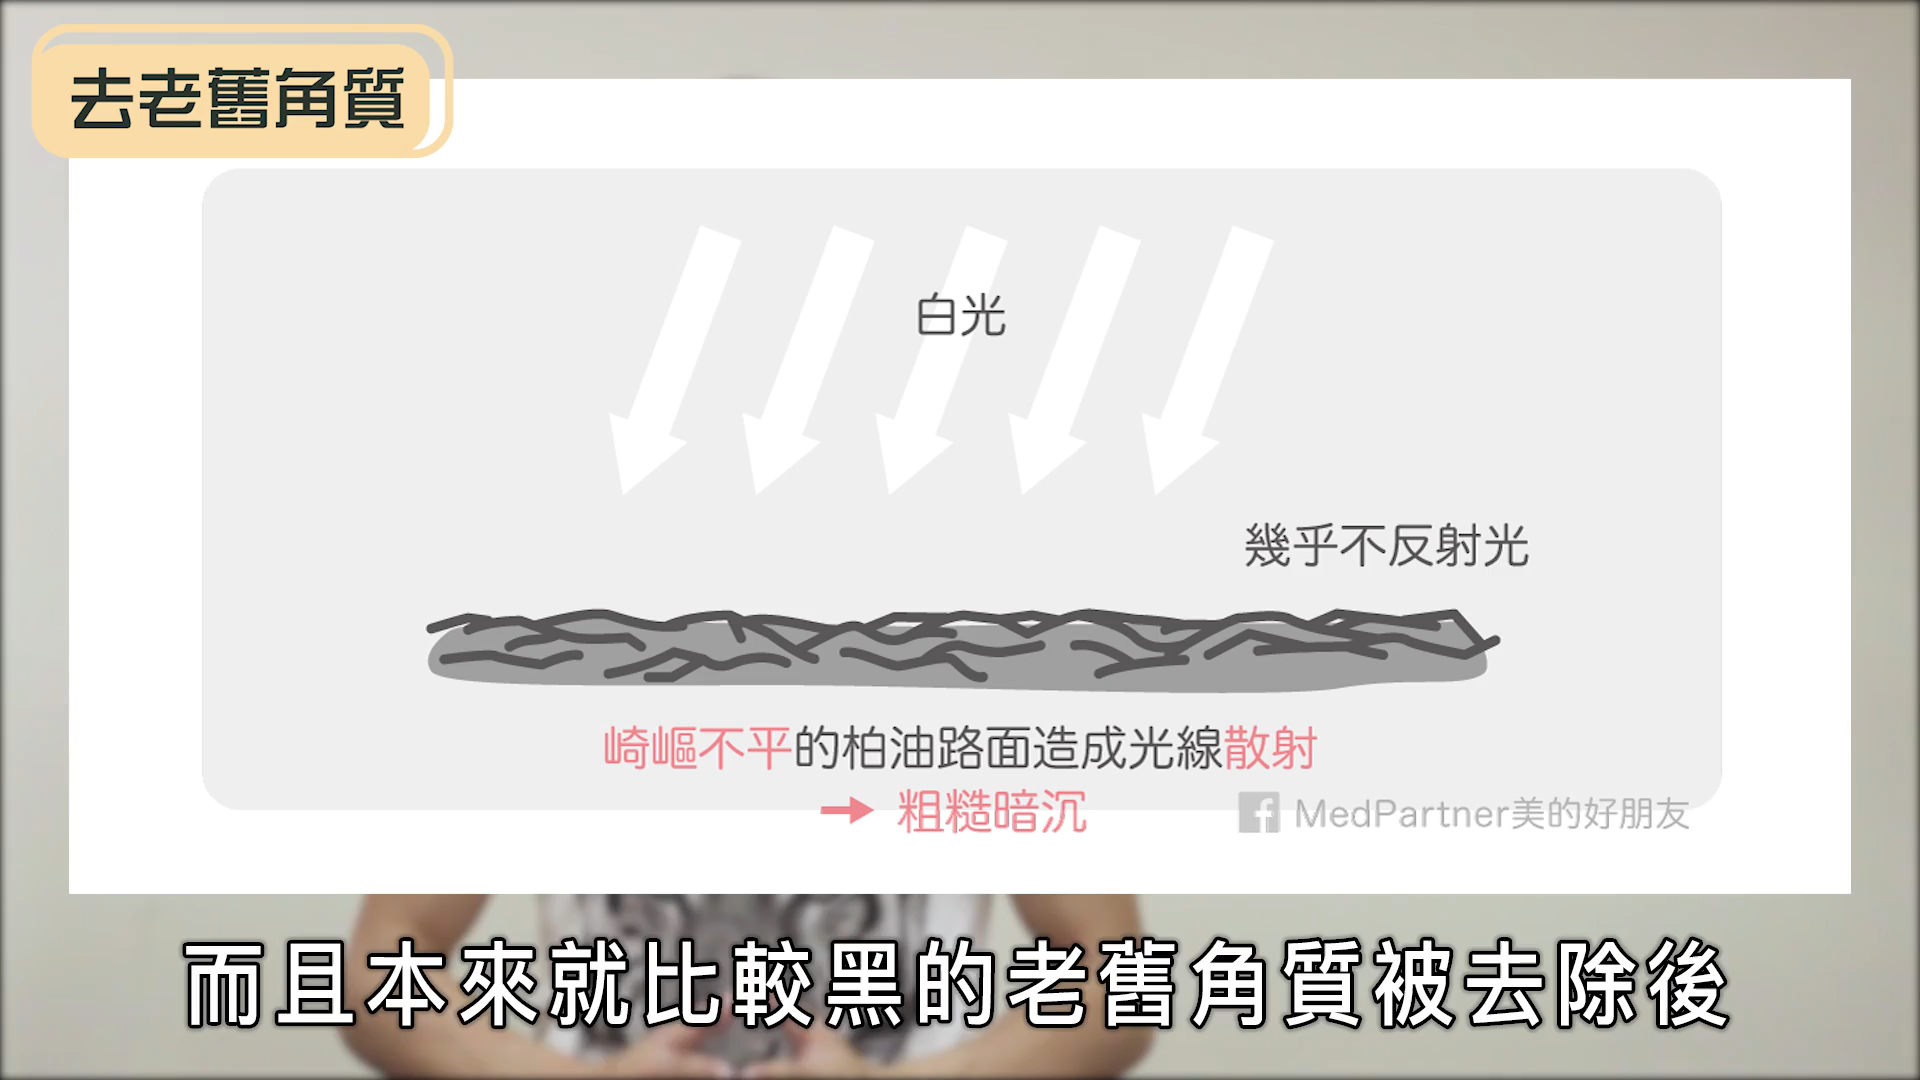 去老舊角質
白光
幾乎不反射光
崎嶇不平的柏油路面造成光線散射
→ 粗糙暗沉
MedPartner美的好朋友
而且本來就比較黑的老舊角質被去除後